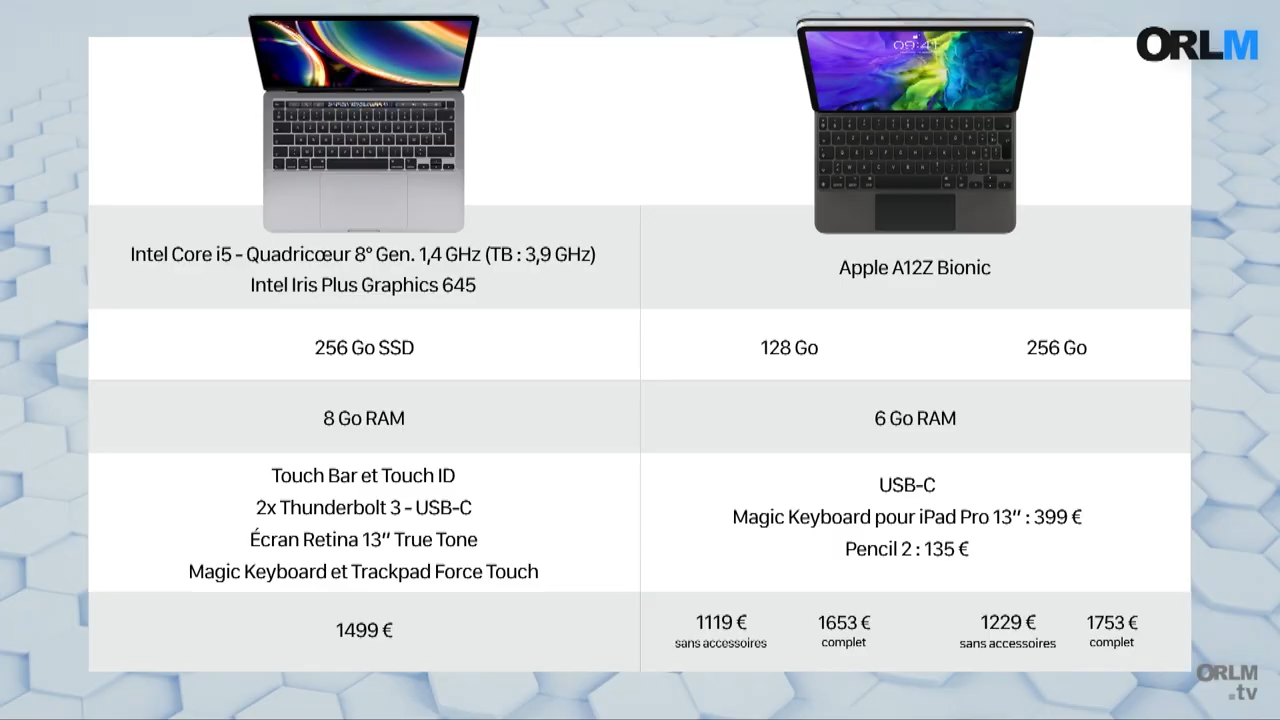 ORLM
09:41
Intel Core i5 - Quadricœur 8° Gen. 1,4 GHz (TB : 3,9 GHz)
Intel Iris Plus Graphics 645
Apple A12Z Bionic
256 Go SSD
128 Go
256 Go
8 Go RAM
6 Go RAM
Touch Bar et Touch ID
2x Thunderbolt 3 - USB-C
Écran Retina 13” True Tone
Magic Keyboard et Trackpad Force Touch
USB-C
Magic Keyboard pour iPad Pro 13” : 399 €
Pencil 2 : 135 €
1499 €
1119 €
sans accessoires
1653 €
complet
1229 €
sans accessoires
1753 €
complet
ORLM
.tv